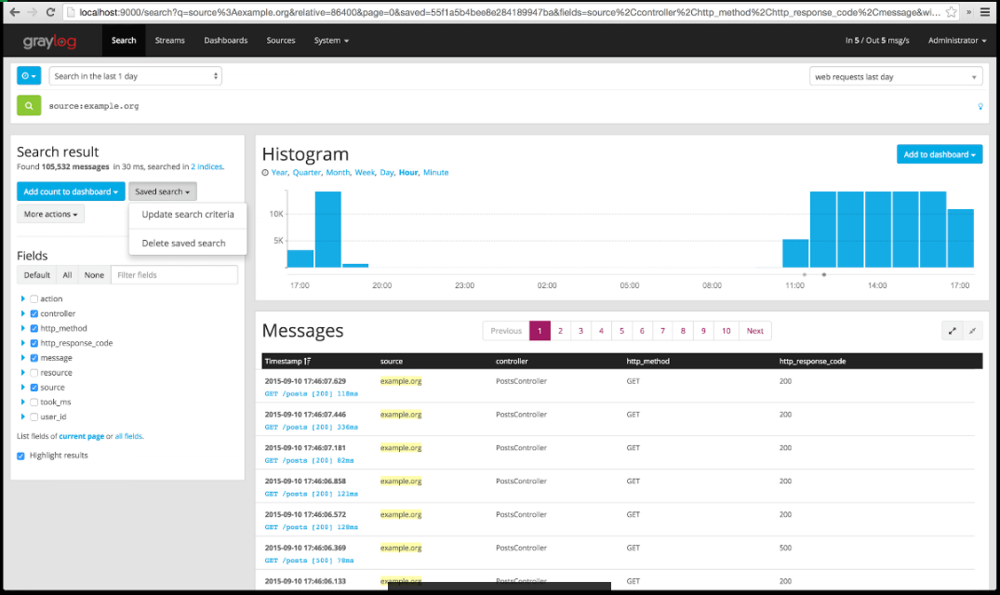 localhost:9000/search?q=source%3Aexample.org&relative=86400&page=0&saved=55f1a5b4bee8e284189947ba&fields=source%2Ccontroller%2Chttp_method%2Chttp_response_code%2Cmessage&wi...
graylog Search Streams Dashboards Sources System In 5 / Out 5 msg/s Administrator
Search in the last 1 day web requests last day
source:example.org
Search result
Found 105,532 messages in 30 ms, searched in 2 indices.
Add count to dashboard Saved search
Update search criteria
More actions
Delete saved search
Fields
Default All None Filter fields
action
controller
http_method
http_response_code
message
resource
source
took_ms
user_id
List fields of current page or all fields.
Highlight results
Histogram
Add to dashboard
Year, Quarter, Month, Week, Day, Hour, Minute
10K
5K
17:00 20:00 23:00 02:00 05:00 08:00 11:00 14:00 17:00
Messages
Previous 1 2 3 4 5 6 7 8 9 10 Next
Timestamp source controller http_method http_response_code
2015-09-10 17:46:07.629 example.org PostsController GET 200
GET /posts [200] 118ms
2015-09-10 17:46:07.446 example.org PostsController GET 200
GET /posts [200] 336ms
2015-09-10 17:46:07.181 example.org PostsController GET 200
GET /posts [200] 82ms
2015-09-10 17:46:06.858 example.org PostsController GET 200
GET /posts [200] 121ms
2015-09-10 17:46:06.572 example.org PostsController GET 200
GET /posts [200] 128ms
2015-09-10 17:46:06.369 example.org PostsController GET 500
GET /posts [500] 78ms
2015-09-10 17:46:06.133 example.org PostsController GET 200